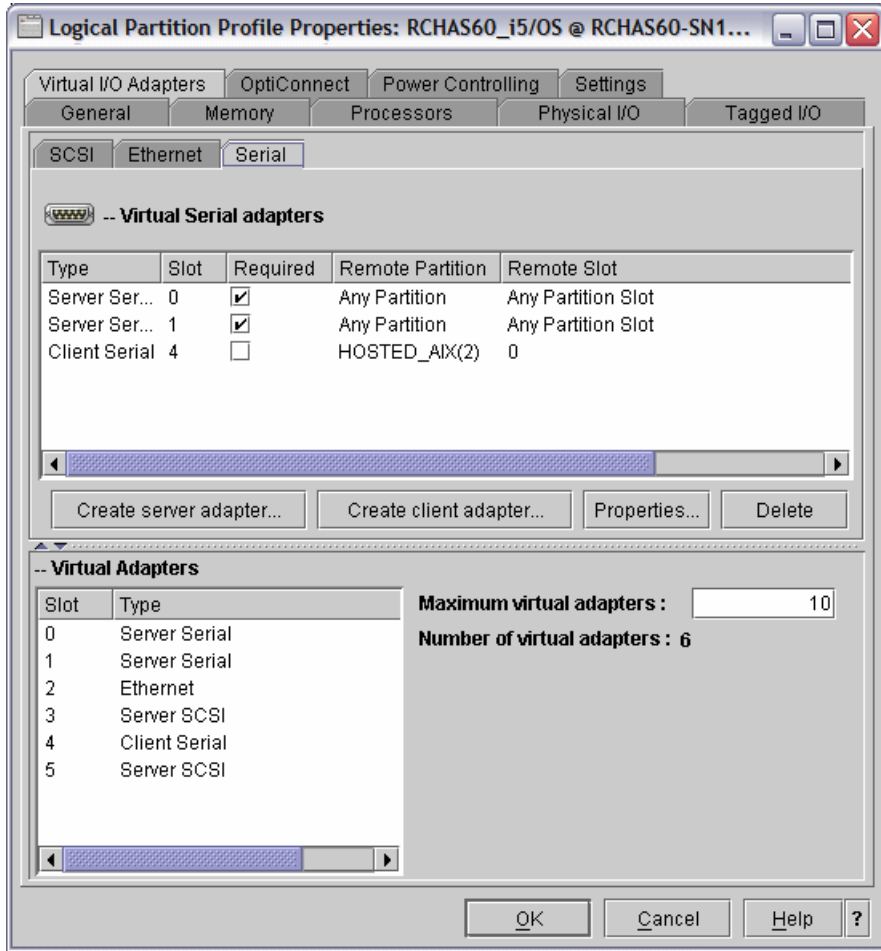 Logical Partition Profile Properties: RCHAS60_i5/OS @ RCHAS60-SN1...
Virtual I/O Adapters OptiConnect Power Controlling Settings
General Memory Processors Physical I/O Tagged I/O
SCSI Ethernet Serial
-- Virtual Serial adapters
Type Slot Required Remote Partition Remote Slot
Server Ser... 0 Any Partition Any Partition Slot
Server Ser... 1 Any Partition Any Partition Slot
Client Serial 4 HOSTED_AIX(2) 0
Create server adapter... Create client adapter... Properties... Delete
-- Virtual Adapters
Slot Type
Maximum virtual adapters : 10
0 Server Serial
Number of virtual adapters : 6
1 Server Serial
2 Ethernet
3 Server SCSI
4 Client Serial
5 Server SCSI
OK Cancel Help ?